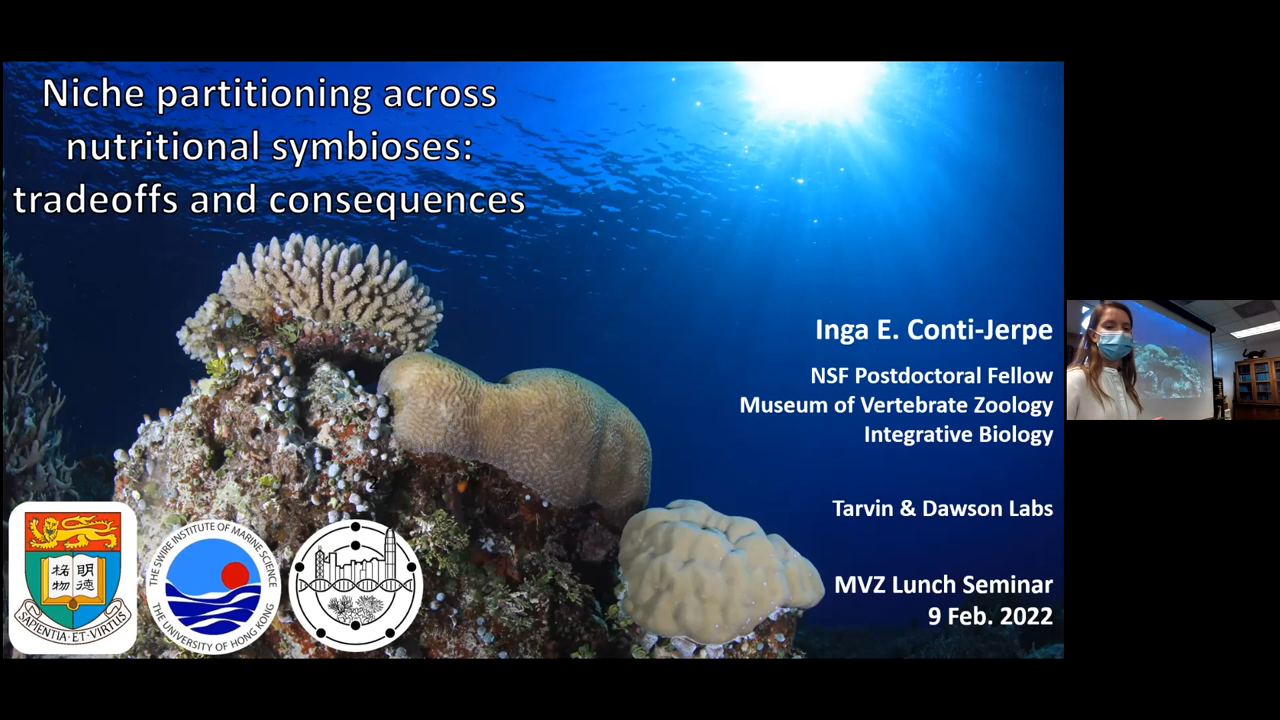 Niche partitioning across
nutritional symbioses:
tradeoffs and consequences
Inga E. Conti-Jerpe
NSF Postdoctoral Fellow
Museum of Vertebrate Zoology
Integrative Biology
Tarvin & Dawson Labs
MVZ Lunch Seminar
9 Feb. 2022
明德
格物
SAPIENTIA·ET·VIRTUS
THE SWIRE INSTITUTE OF MARINE SCIENCE
THE UNIVERSITY OF HONG KONG